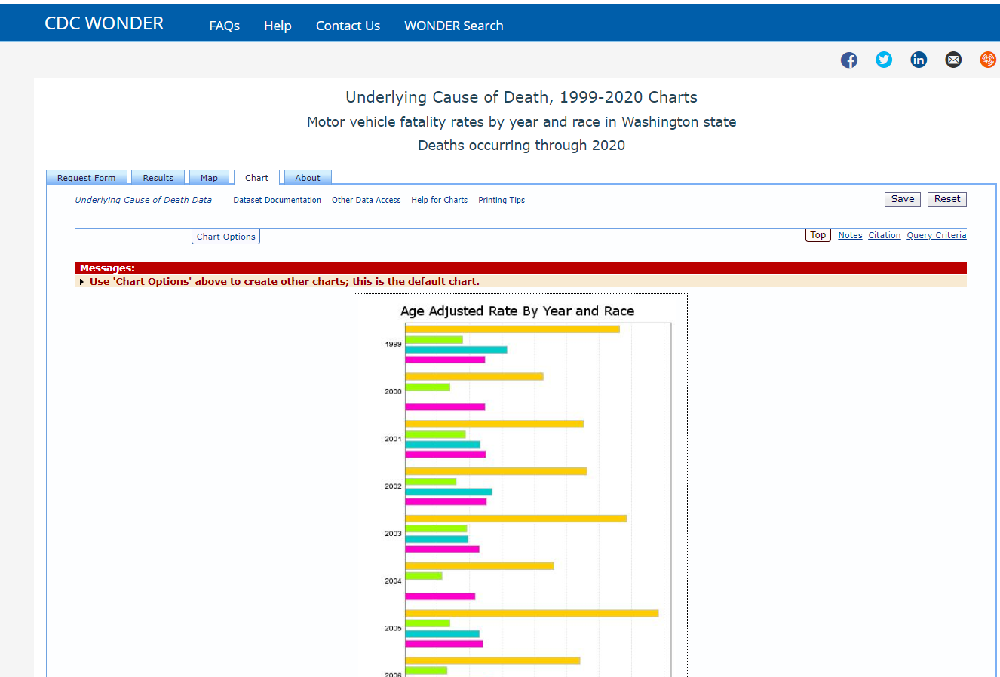 CDC WONDER FAQs Help Contact Us WONDER Search
Underlying Cause of Death, 1999-2020 Charts
Motor vehicle fatality rates by year and race in Washington state
Deaths occurring through 2020
Request Form Results Map Chart About
Underlying Cause of Death Data Dataset Documentation Other Data Access Help for Charts Printing Tips Save Reset
Chart Options Top Notes Citation Query Criteria
Messages:
Use 'Chart Options' above to create other charts; this is the default chart.
Age Adjusted Rate By Year and Race
1999
2000
2001
2002
2003
2004
2005
2006